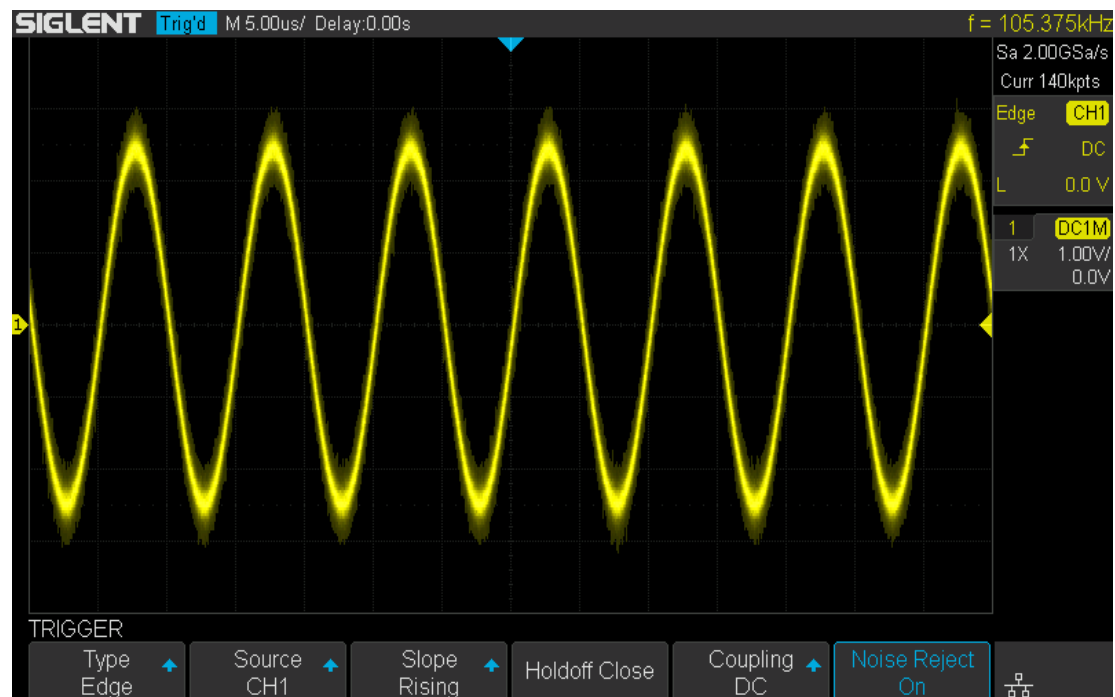 SIGLENT Trig'd M 5.00us/ Delay:0.00s f = 105.375kHz
Sa 2.00GSa/s
Curr 140kpts
Edge CH1
DC
L 0.0 V
1 DC1M
1X 1.00V/
0.0V
1
TRIGGER
Type Source Slope Holdoff Close Coupling Noise Reject
Edge CH1 Rising DC On